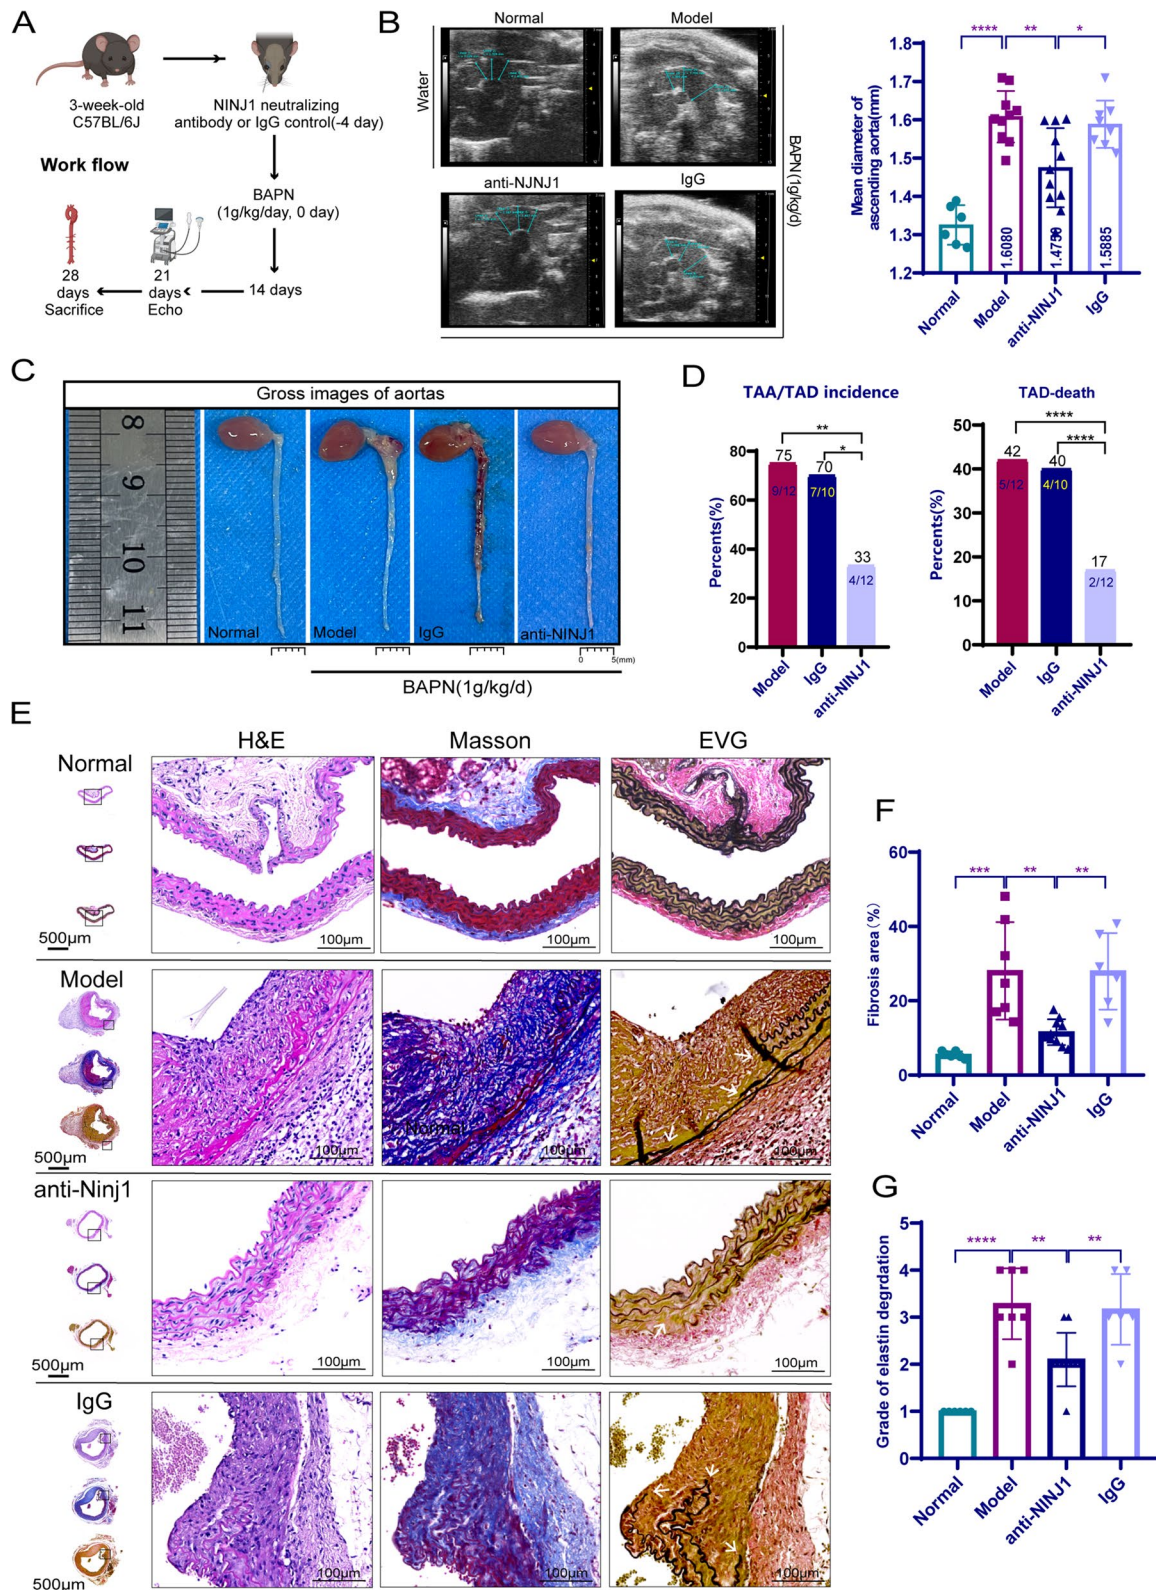 A
3-week-old
C57BL/6J
NINJ1 neutralizing
antibody or IgG control(-4 day)
Work flow
BAPN
(1g/kg/day, 0 day)
14 days
21
days
Echo
28
days
Sacrifice
B
Normal
Model
Water
anti-NJNJ1
IgG
BAPN(1g/kg/d)
Mean diameter of
ascending aorta(mm)
1.8
1.7
1.6
1.5
1.4
1.3
1.2
****
**
*
1.6080
1.5885
Normal
Model
anti-NINJ1
IgG
C
Gross images of aortas
8
9
10
11
Normal
Model
IgG
anti-NINJ1
0 5(mm)
BAPN(1g/kg/d)
D
TAA/TAD incidence
Percents(%)
80
60
40
20
0
**
*
75
70
33
9/12
7/10
4/12
Model
IgG
anti-NINJ1
TAD-death
Percents(%)
50
40
30
20
10
0
****
****
42
40
17
5/12
4/10
2/12
Model
IgG
anti-NINJ1
E
H&E
Masson
EVG
Normal
500μm
100μm
100μm
100μm
Model
500μm
Normal
100μm
100μm
100μm
anti-Ninj1
500μm
100μm
100μm
100μm
IgG
500μm
100μm
100μm
100μm
F
Fibrosis area (%)
60
40
20
0
***
**
**
Normal
Model
anti-NINJ1
IgG
G
Grade of elastin degrdation
5
4
3
2
1
0
****
**
**
Normal
Model
anti-NINJ1
IgG